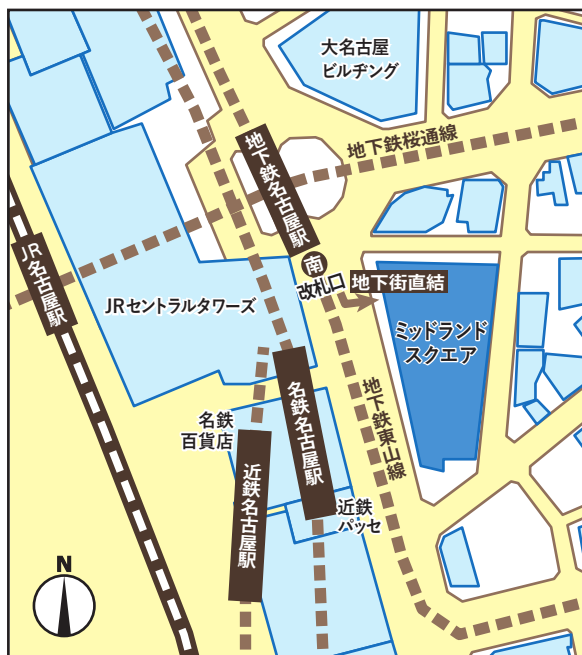 大名古屋
ビルヂング
地下鉄桜通線
地下鉄名古屋駅
JR名古屋駅
南
改札口
地下街直結
JRセントラルタワーズ
ミッドランド
スクエア
名鉄
百貨店
名鉄名古屋駅
地下鉄東山線
近鉄名古屋駅
近鉄
パッセ
N